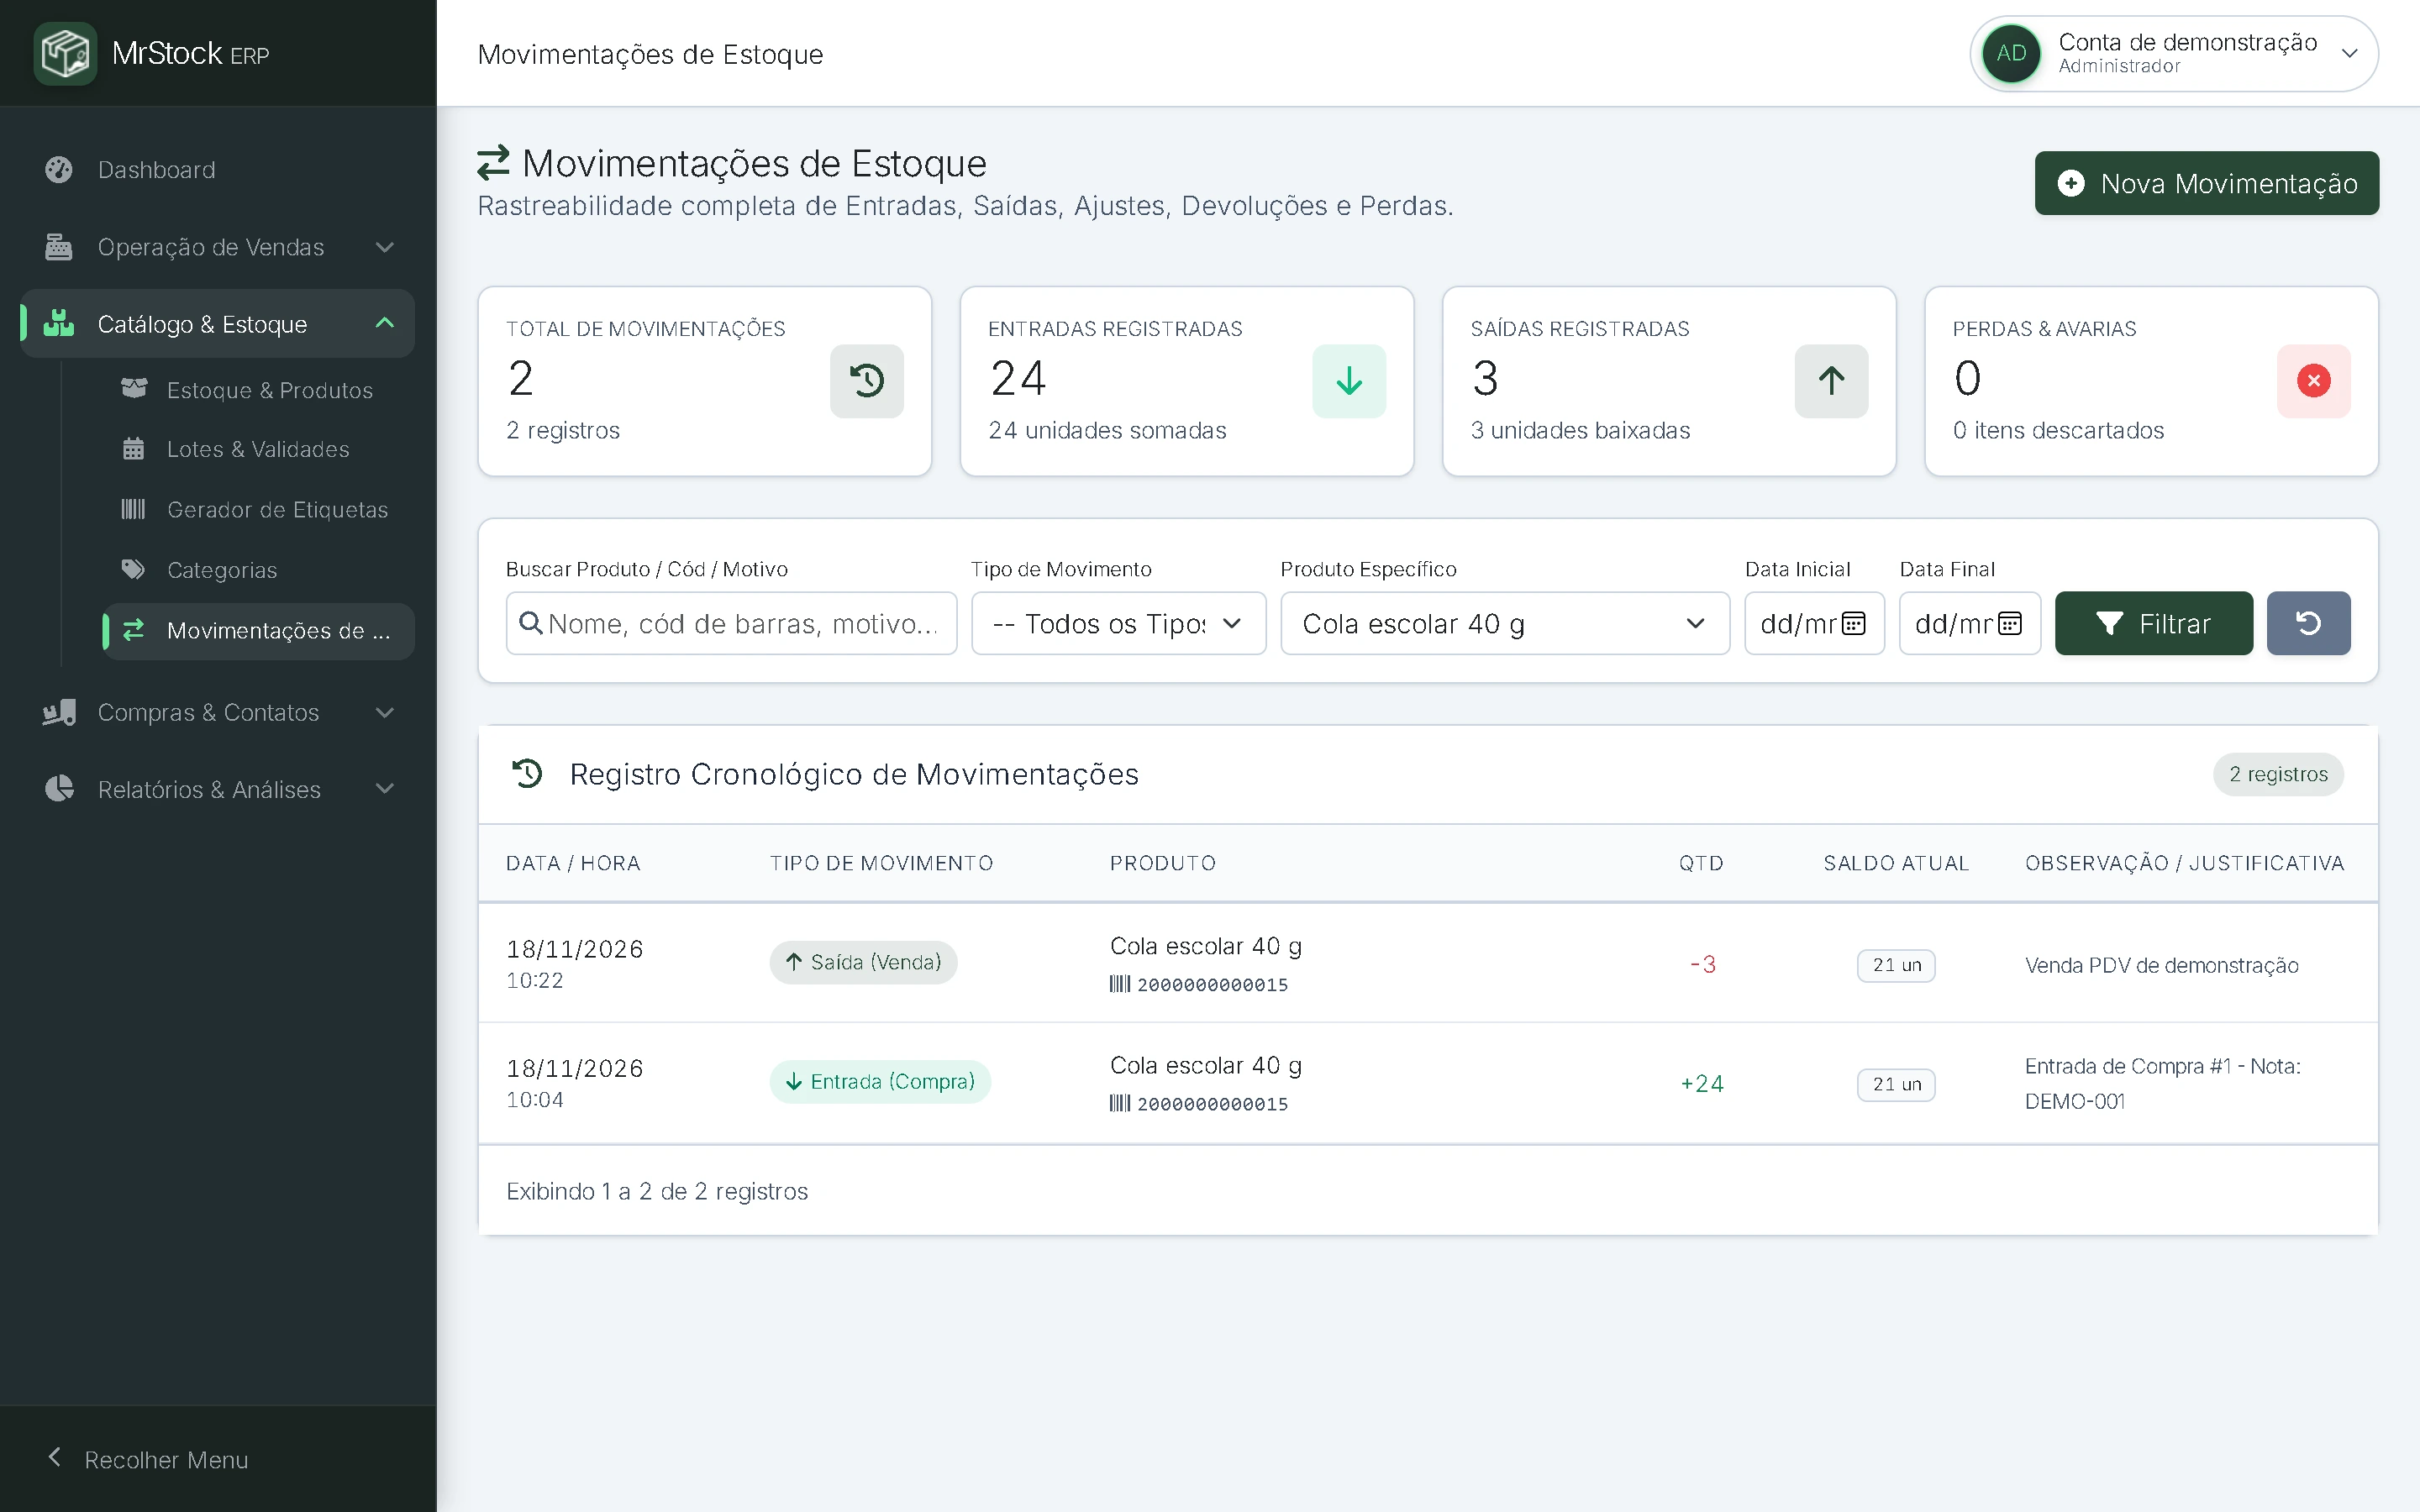 MrStock ERP
Movimentações de Estoque
AD
Conta de demonstração
Administrador
Dashboard
Operação de Vendas
Catálogo & Estoque
Estoque & Produtos
Lotes & Validades
Gerador de Etiquetas
Categorias
Movimentações de ...
Compras & Contatos
Relatórios & Análises
Recolher Menu
Movimentações de Estoque
Rastreabilidade completa de Entradas, Saídas, Ajustes, Devoluções e Perdas.
Nova Movimentação
TOTAL DE MOVIMENTAÇÕES
2
2 registros
ENTRADAS REGISTRADAS
24
24 unidades somadas
SAÍDAS REGISTRADAS
3
3 unidades baixadas
PERDAS & AVARIAS
0
0 itens descartados
Buscar Produto / Cód / Motivo
Nome, cód de barras, motivo...
Tipo de Movimento
-- Todos os Tipos
Produto Específico
Cola escolar 40 g
Data Inicial
dd/mm
Data Final
dd/mm
Filtrar
Registro Cronológico de Movimentações
2 registros
DATA / HORA TIPO DE MOVIMENTO PRODUTO QTD SALDO ATUAL OBSERVAÇÃO / JUSTIFICATIVA
18/11/2026
10:22
Saída (Venda)
Cola escolar 40 g
2000000000015
-3
21 un
Venda PDV de demonstração
18/11/2026
10:04
Entrada (Compra)
Cola escolar 40 g
2000000000015
+24
21 un
Entrada de Compra #1 - Nota:
DEMO-001
Exibindo 1 a 2 de 2 registros